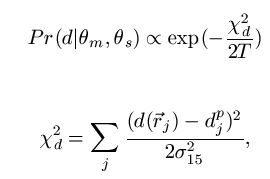 Pr(d|θ_m, θ_s) ∝ exp(−χ_d^2/2T)
χ_d^2 = ∑_j (d(r⃗_j) − d_j^p)^2/2σ_15^2,